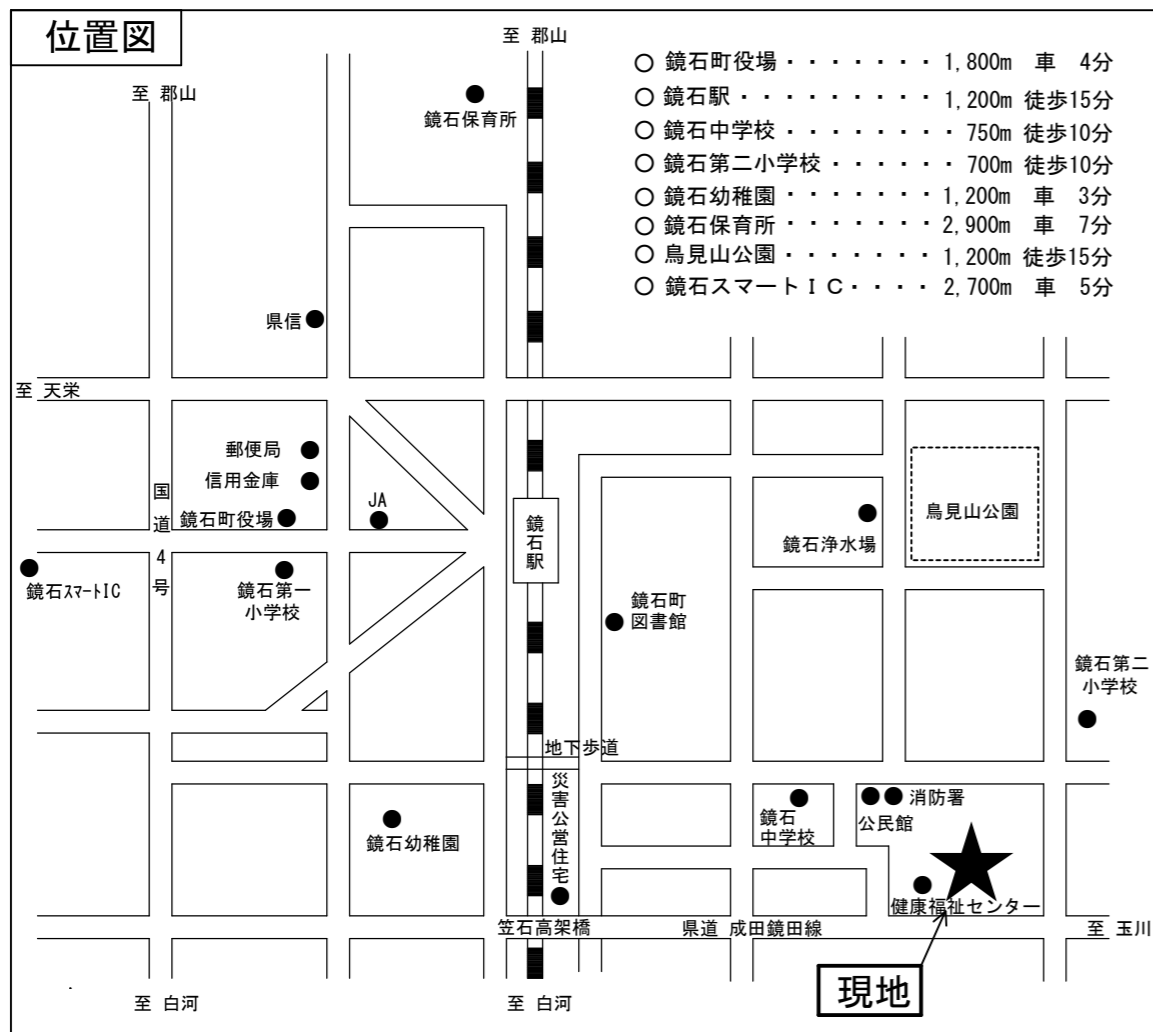 位置図
至 郡山
至 郡山
鏡石保育所
○ 鏡石町役場・・・・・・・1,800m 車 4分
○ 鏡石駅・・・・・・・・・1,200m 徒歩15分
○ 鏡石中学校・・・・・・・750m 徒歩10分
○ 鏡石第二小学校・・・・・・700m 徒歩10分
○ 鏡石幼稚園・・・・・・・1,200m 車 3分
○ 鏡石保育所・・・・・・・2,900m 車 7分
○ 鳥見山公園・・・・・・・1,200m 徒歩15分
○ 鏡石スマートIC・・・・2,700m 車 5分
県信
至 天栄
郵便局
信用金庫
鏡石町役場
JA
国道4号
鏡石駅
鏡石浄水場
鳥見山公園
鏡石スマートIC
鏡石第一
小学校
鏡石町
図書館
鏡石第二
小学校
地下歩道
災害公営住宅
鏡石幼稚園
鏡石
中学校
消防署
公民館
健康福祉センター
笠石高架橋
県道 成田鏡田線
至 玉川
現地
至 白河
至 白河